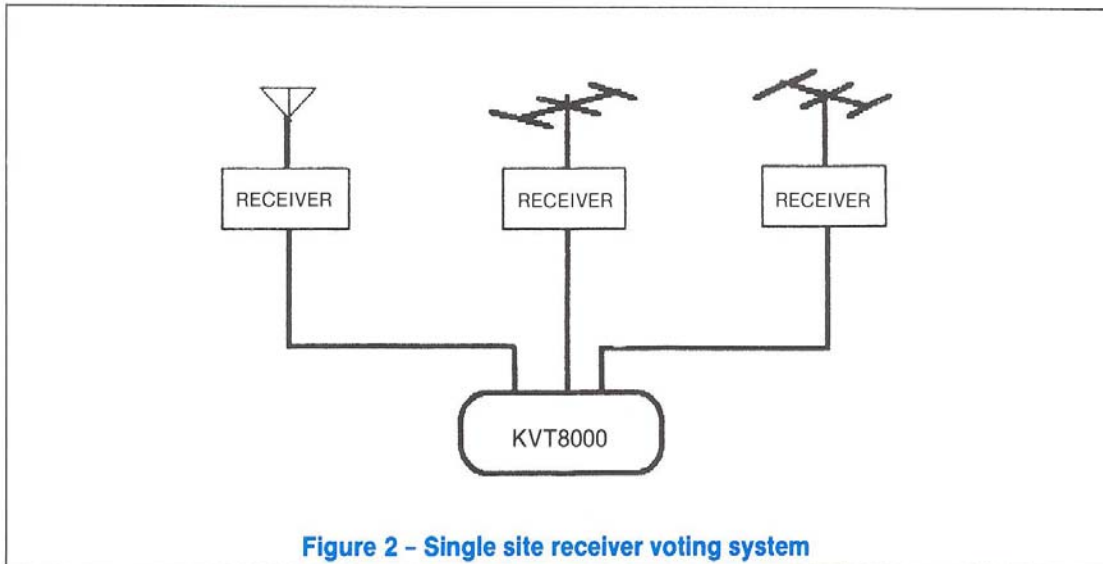 RECEIVER
RECEIVER
RECEIVER
KVT8000
Figure 2 – Single site receiver voting system